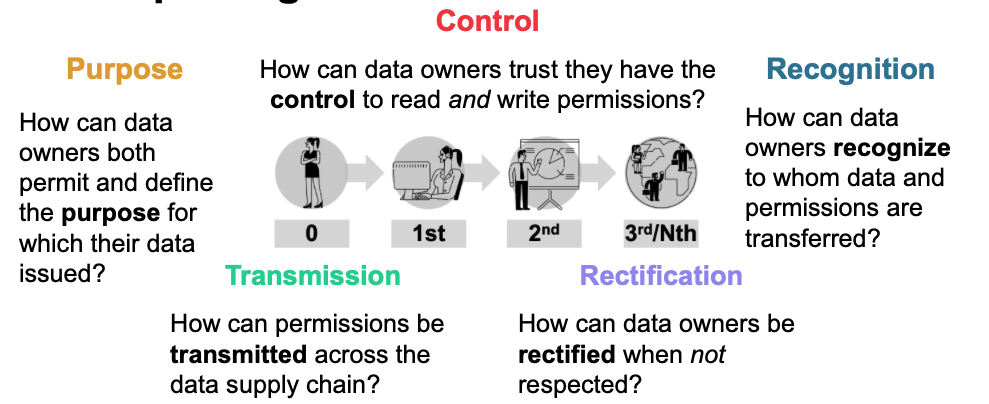 Control
Purpose
How can data owners trust they have the
control to read and write permissions?
Recognition
How can data
owners both
permit and define
the purpose for
which their data
issued?
How can data
owners recognize
to whom data and
permissions are
transferred?
0
1st
2nd
3rd/Nth
Transmission
How can permissions be
transmitted across the
data supply chain?
Rectification
How can data owners be
rectified when not
respected?